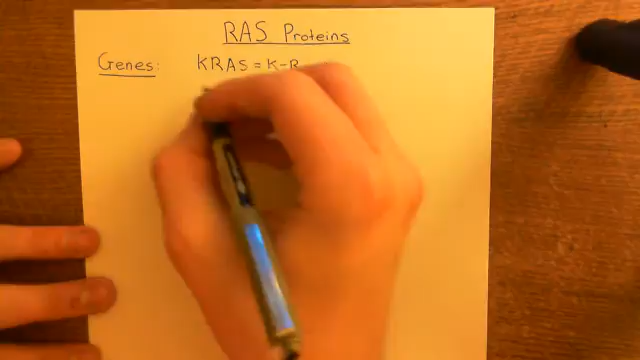 RAS Proteins
Genes: KRAS = K-R